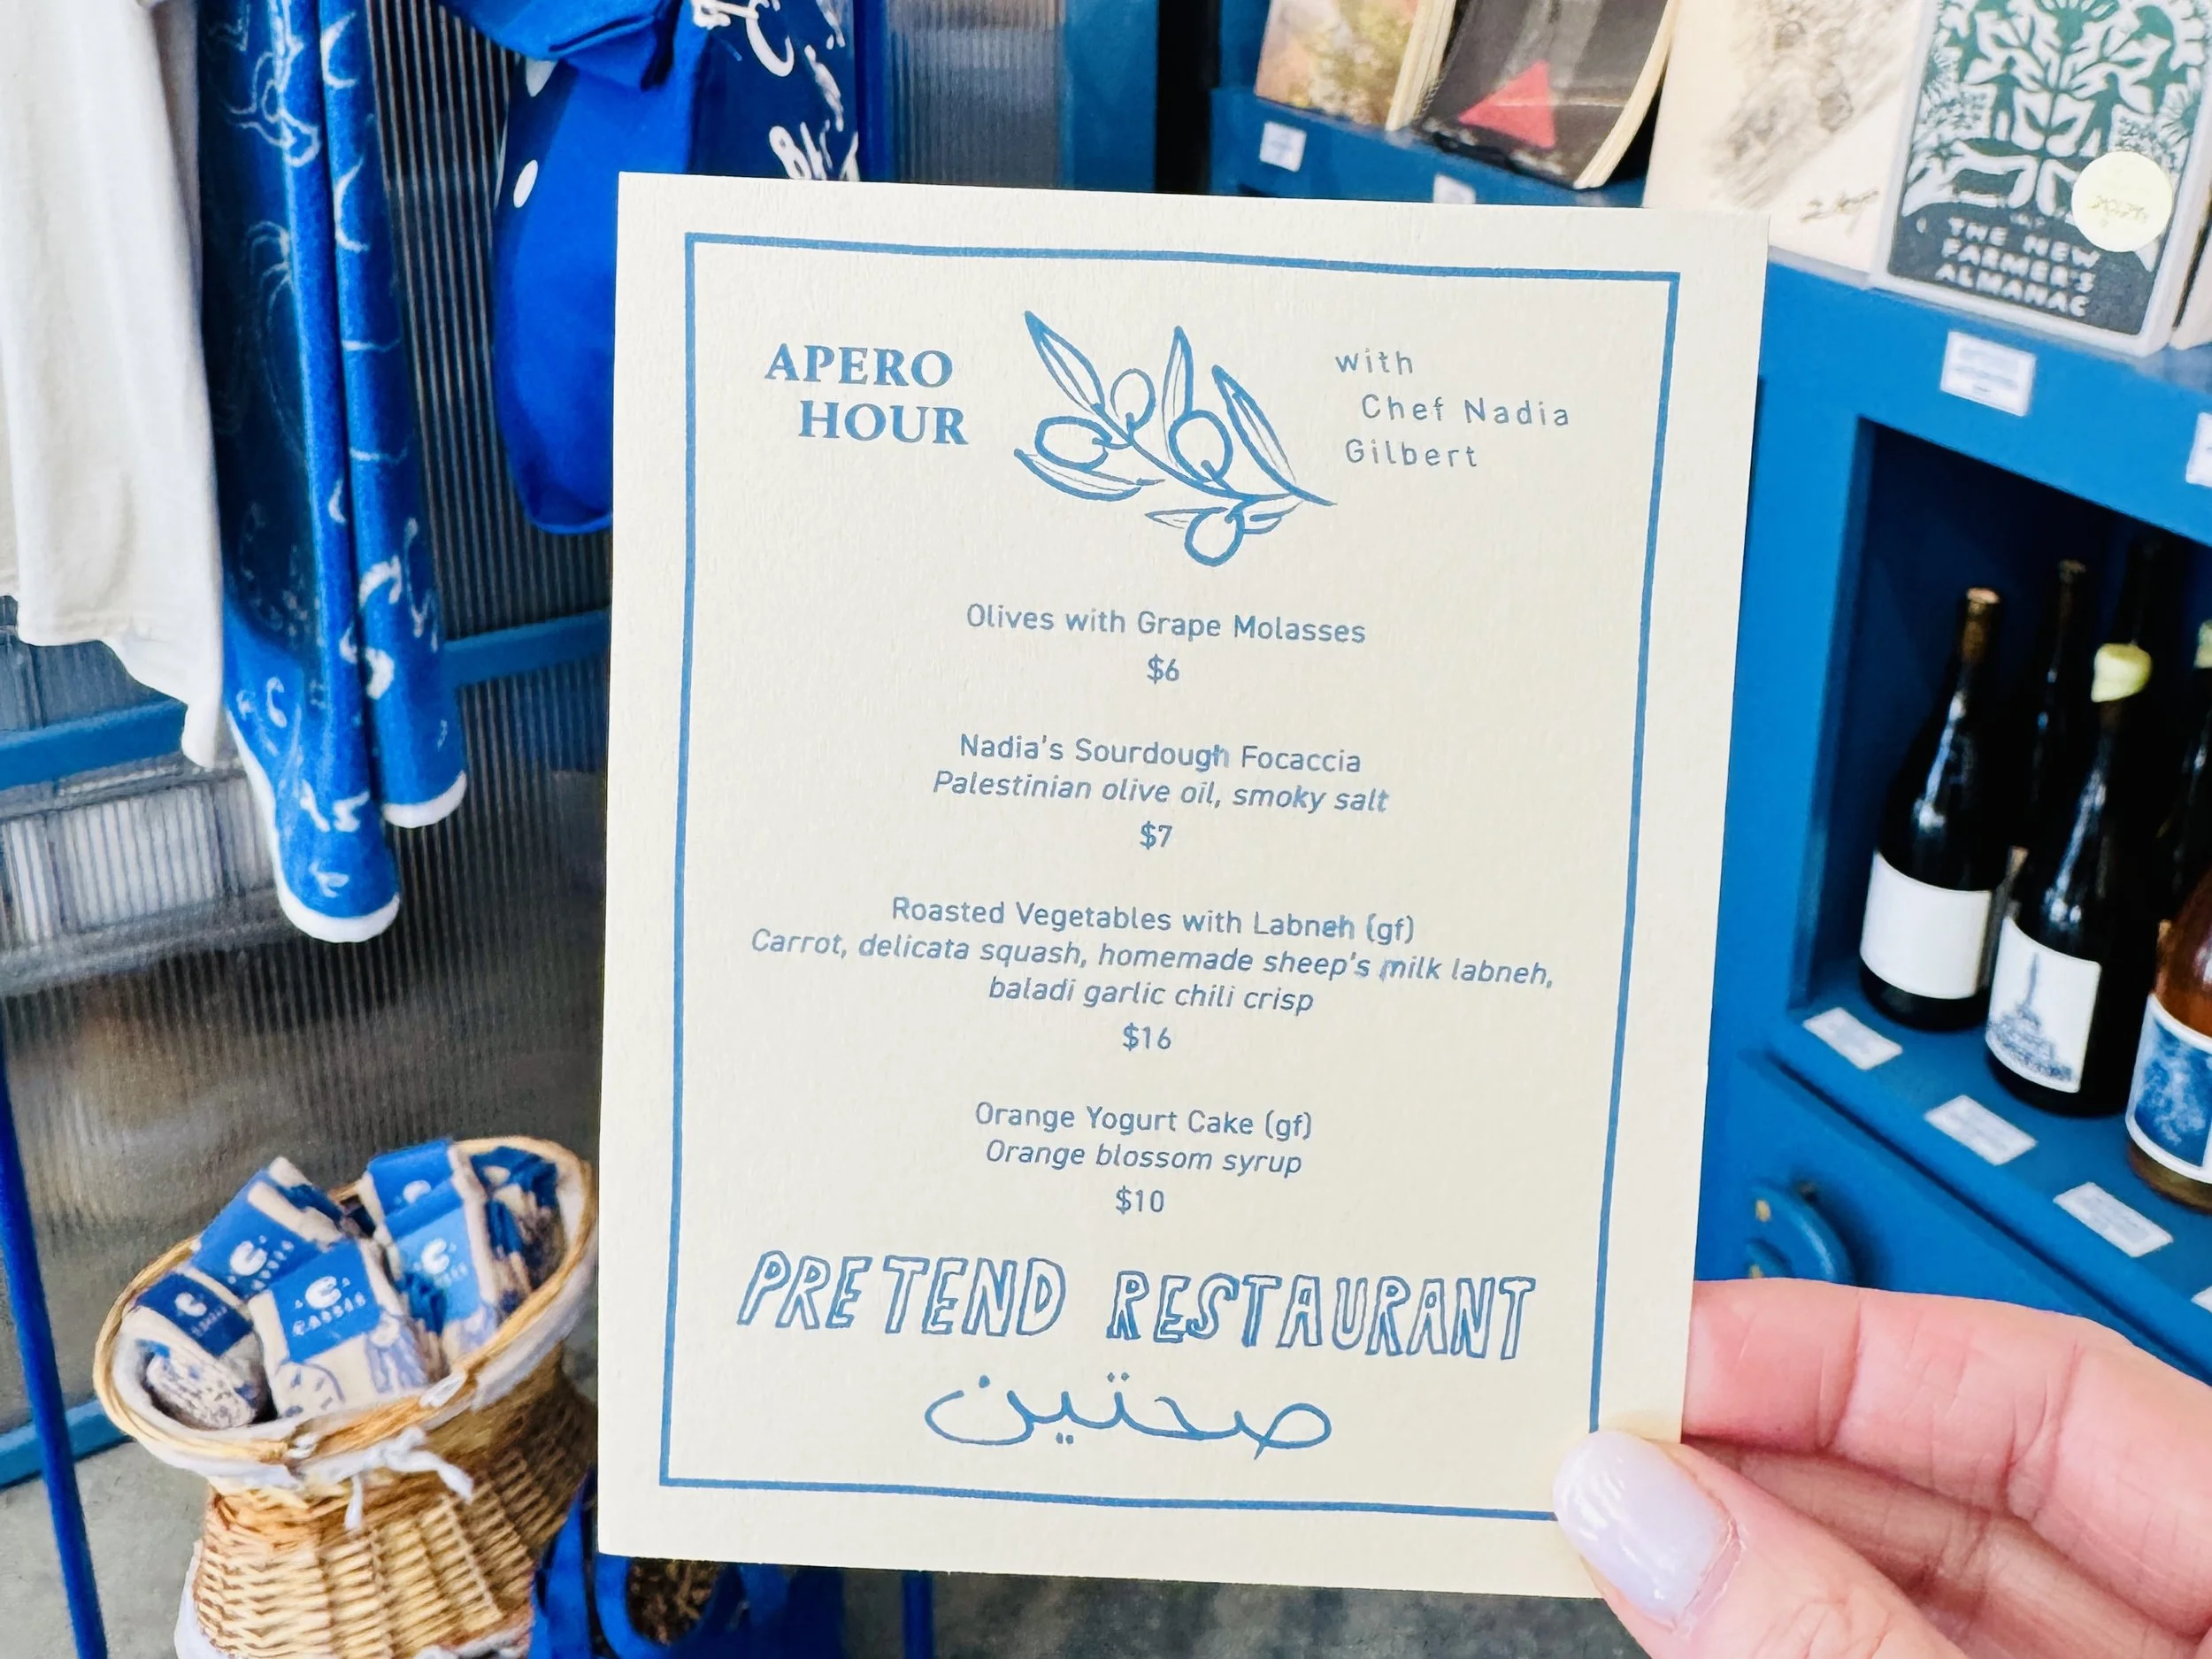 APERO
HOUR
with
Chef Nadia
Gilbert
Olives with Grape Molasses
$6
Nadia's Sourdough Focaccia
Palestinian olive oil, smoky salt
$7
Roasted Vegetables with Labneh (gf)
Carrot, delicata squash, homemade sheep's milk labneh,
baladi garlic chili crisp
$16
Orange Yogurt Cake (gf)
Orange blossom syrup
$10
PRETEND RESTAURANT
صحتين
THE NEW
FARMER'S
ALMANAC